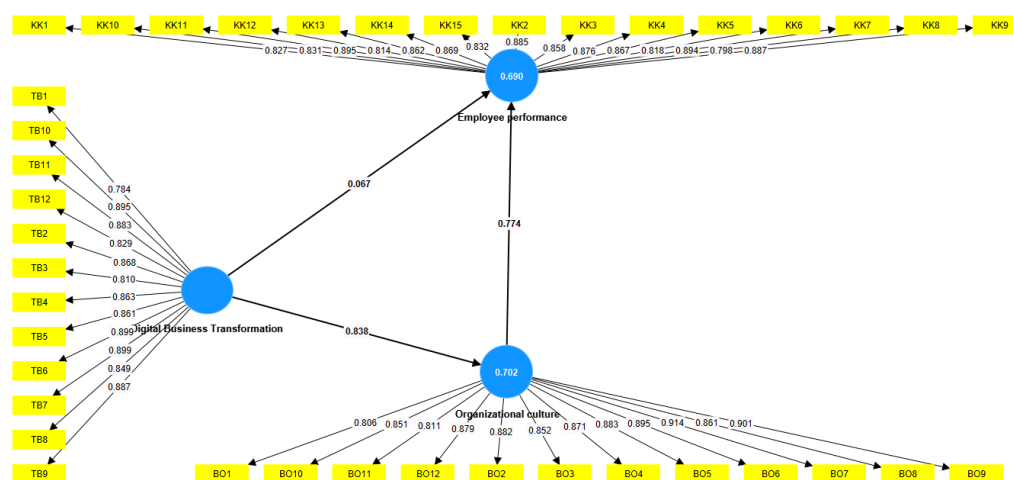 KK1 KK10 KK11 KK12 KK13 KK14 KK15 KK2 KK3 KK4 KK5 KK6 KK7 KK8 KK9
0.827 0.831 0.895 0.814 0.862 0.869 0.832 0.885 0.858 0.876 0.867 0.818 0.894 0.798 0.887
0.690
Employee performance
TB1
TB10
TB11
TB12
TB2
TB3
TB4
TB5
TB6
TB7
TB8
TB9
0.784
0.895
0.883
0.829
0.868
0.810
0.863
0.861
0.899
0.899
0.849
0.887
Digital Business Transformation
0.067
0.774
0.838
0.702
Organizational culture
0.806 0.851 0.811 0.879 0.882 0.852 0.871 0.883 0.895 0.914 0.861 0.901
BO1 BO10 BO11 BO12 BO2 BO3 BO4 BO5 BO6 BO7 BO8 BO9